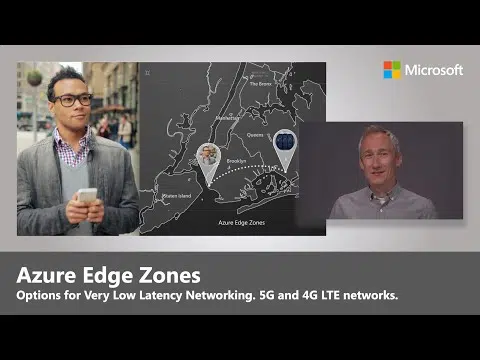 Microsoft
The Bronx
Manhattan
Queens
Brooklyn
Staten Island
Azure Edge Zones
Azure Edge Zones
Options for Very Low Latency Networking. 5G and 4G LTE networks.